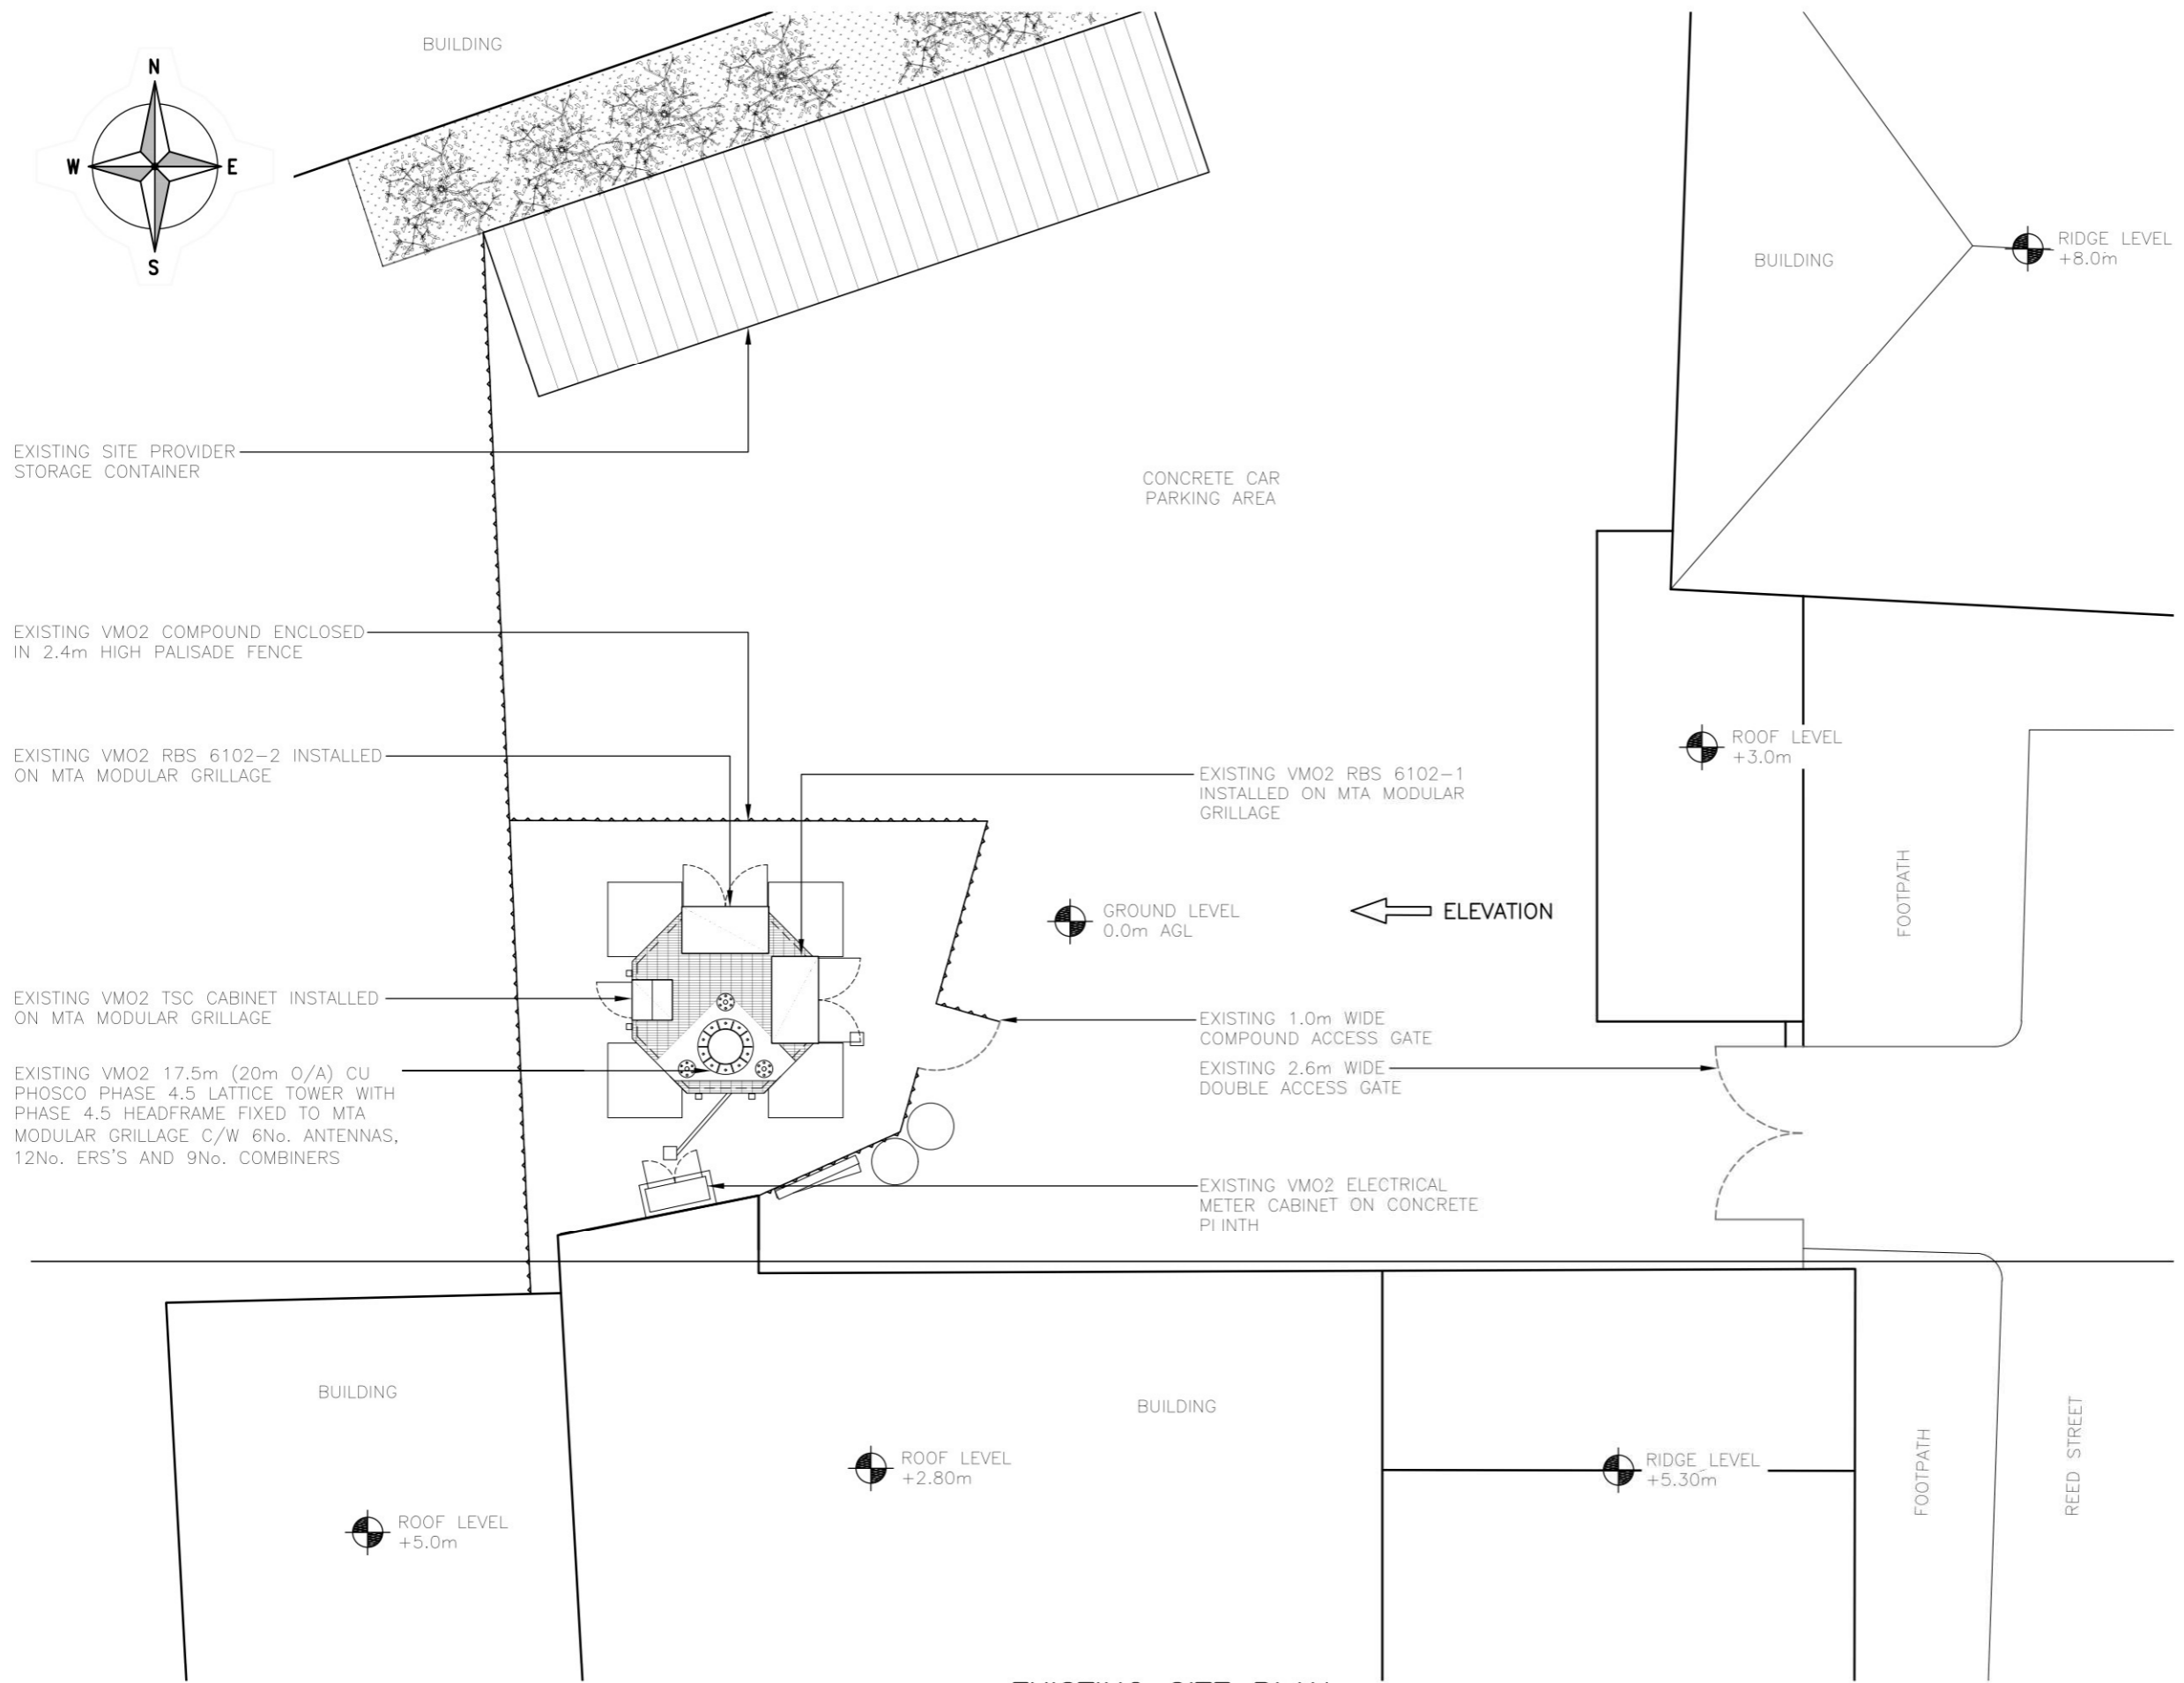 BUILDING
N
W
E
S
RIDGE LEVEL
+8.0m
BUILDING
EXISTING SITE PROVIDER
STORAGE CONTAINER
CONCRETE CAR
PARKING AREA
EXISTING VMO2 COMPOUND ENCLOSED
IN 2.4m HIGH PALISADE FENCE
EXISTING VMO2 RBS 6102-2 INSTALLED
ON MTA MODULAR GRILLAGE
EXISTING VMO2 RBS 6102-1
INSTALLED ON MTA MODULAR
GRILLAGE
ROOF LEVEL
+3.0m
FOOTPATH
GROUND LEVEL
0.0m AGL
ELEVATION
EXISTING VMO2 TSC CABINET INSTALLED
ON MTA MODULAR GRILLAGE
EXISTING 1.0m WIDE
COMPOUND ACCESS GATE
EXISTING 2.6m WIDE
DOUBLE ACCESS GATE
EXISTING VMO2 17.5m (20m O/A) CU
PHOSCO PHASE 4.5 LATTICE TOWER WITH
PHASE 4.5 HEADFRAME FIXED TO MTA
MODULAR GRILLAGE C/W 6No. ANTENNAS,
12No. ERS'S AND 9No. COMBINERS
EXISTING VMO2 ELECTRICAL
METER CABINET ON CONCRETE
PLINTH
BUILDING
BUILDING
ROOF LEVEL
+2.80m
RIDGE LEVEL
+5.30m
ROOF LEVEL
+5.0m
FOOTPATH
REED STREET
EXISTING SITE PLAN